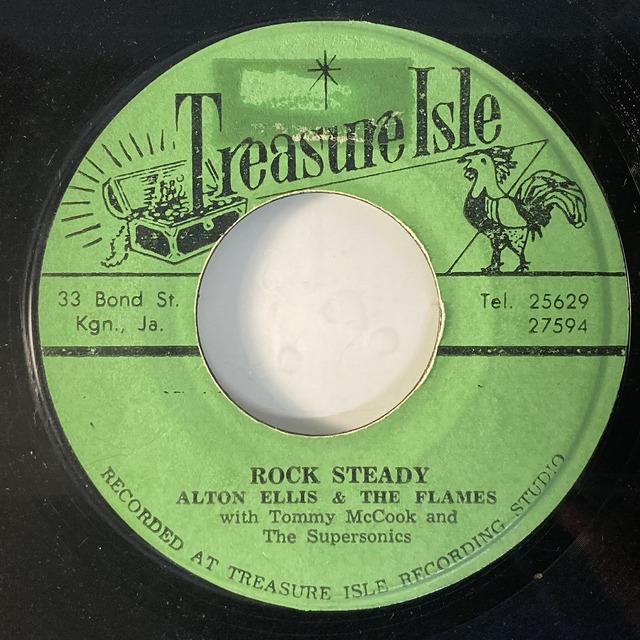 Treasure Isle
33 Bond St.
Kgn., Ja.
Tel. 25629
27594
ROCK STEADY
ALTON ELLIS & THE FLAMES
with Tommy McCook and
The Supersonics
RECORDED AT TREASURE ISLE RECORDING STUDIO